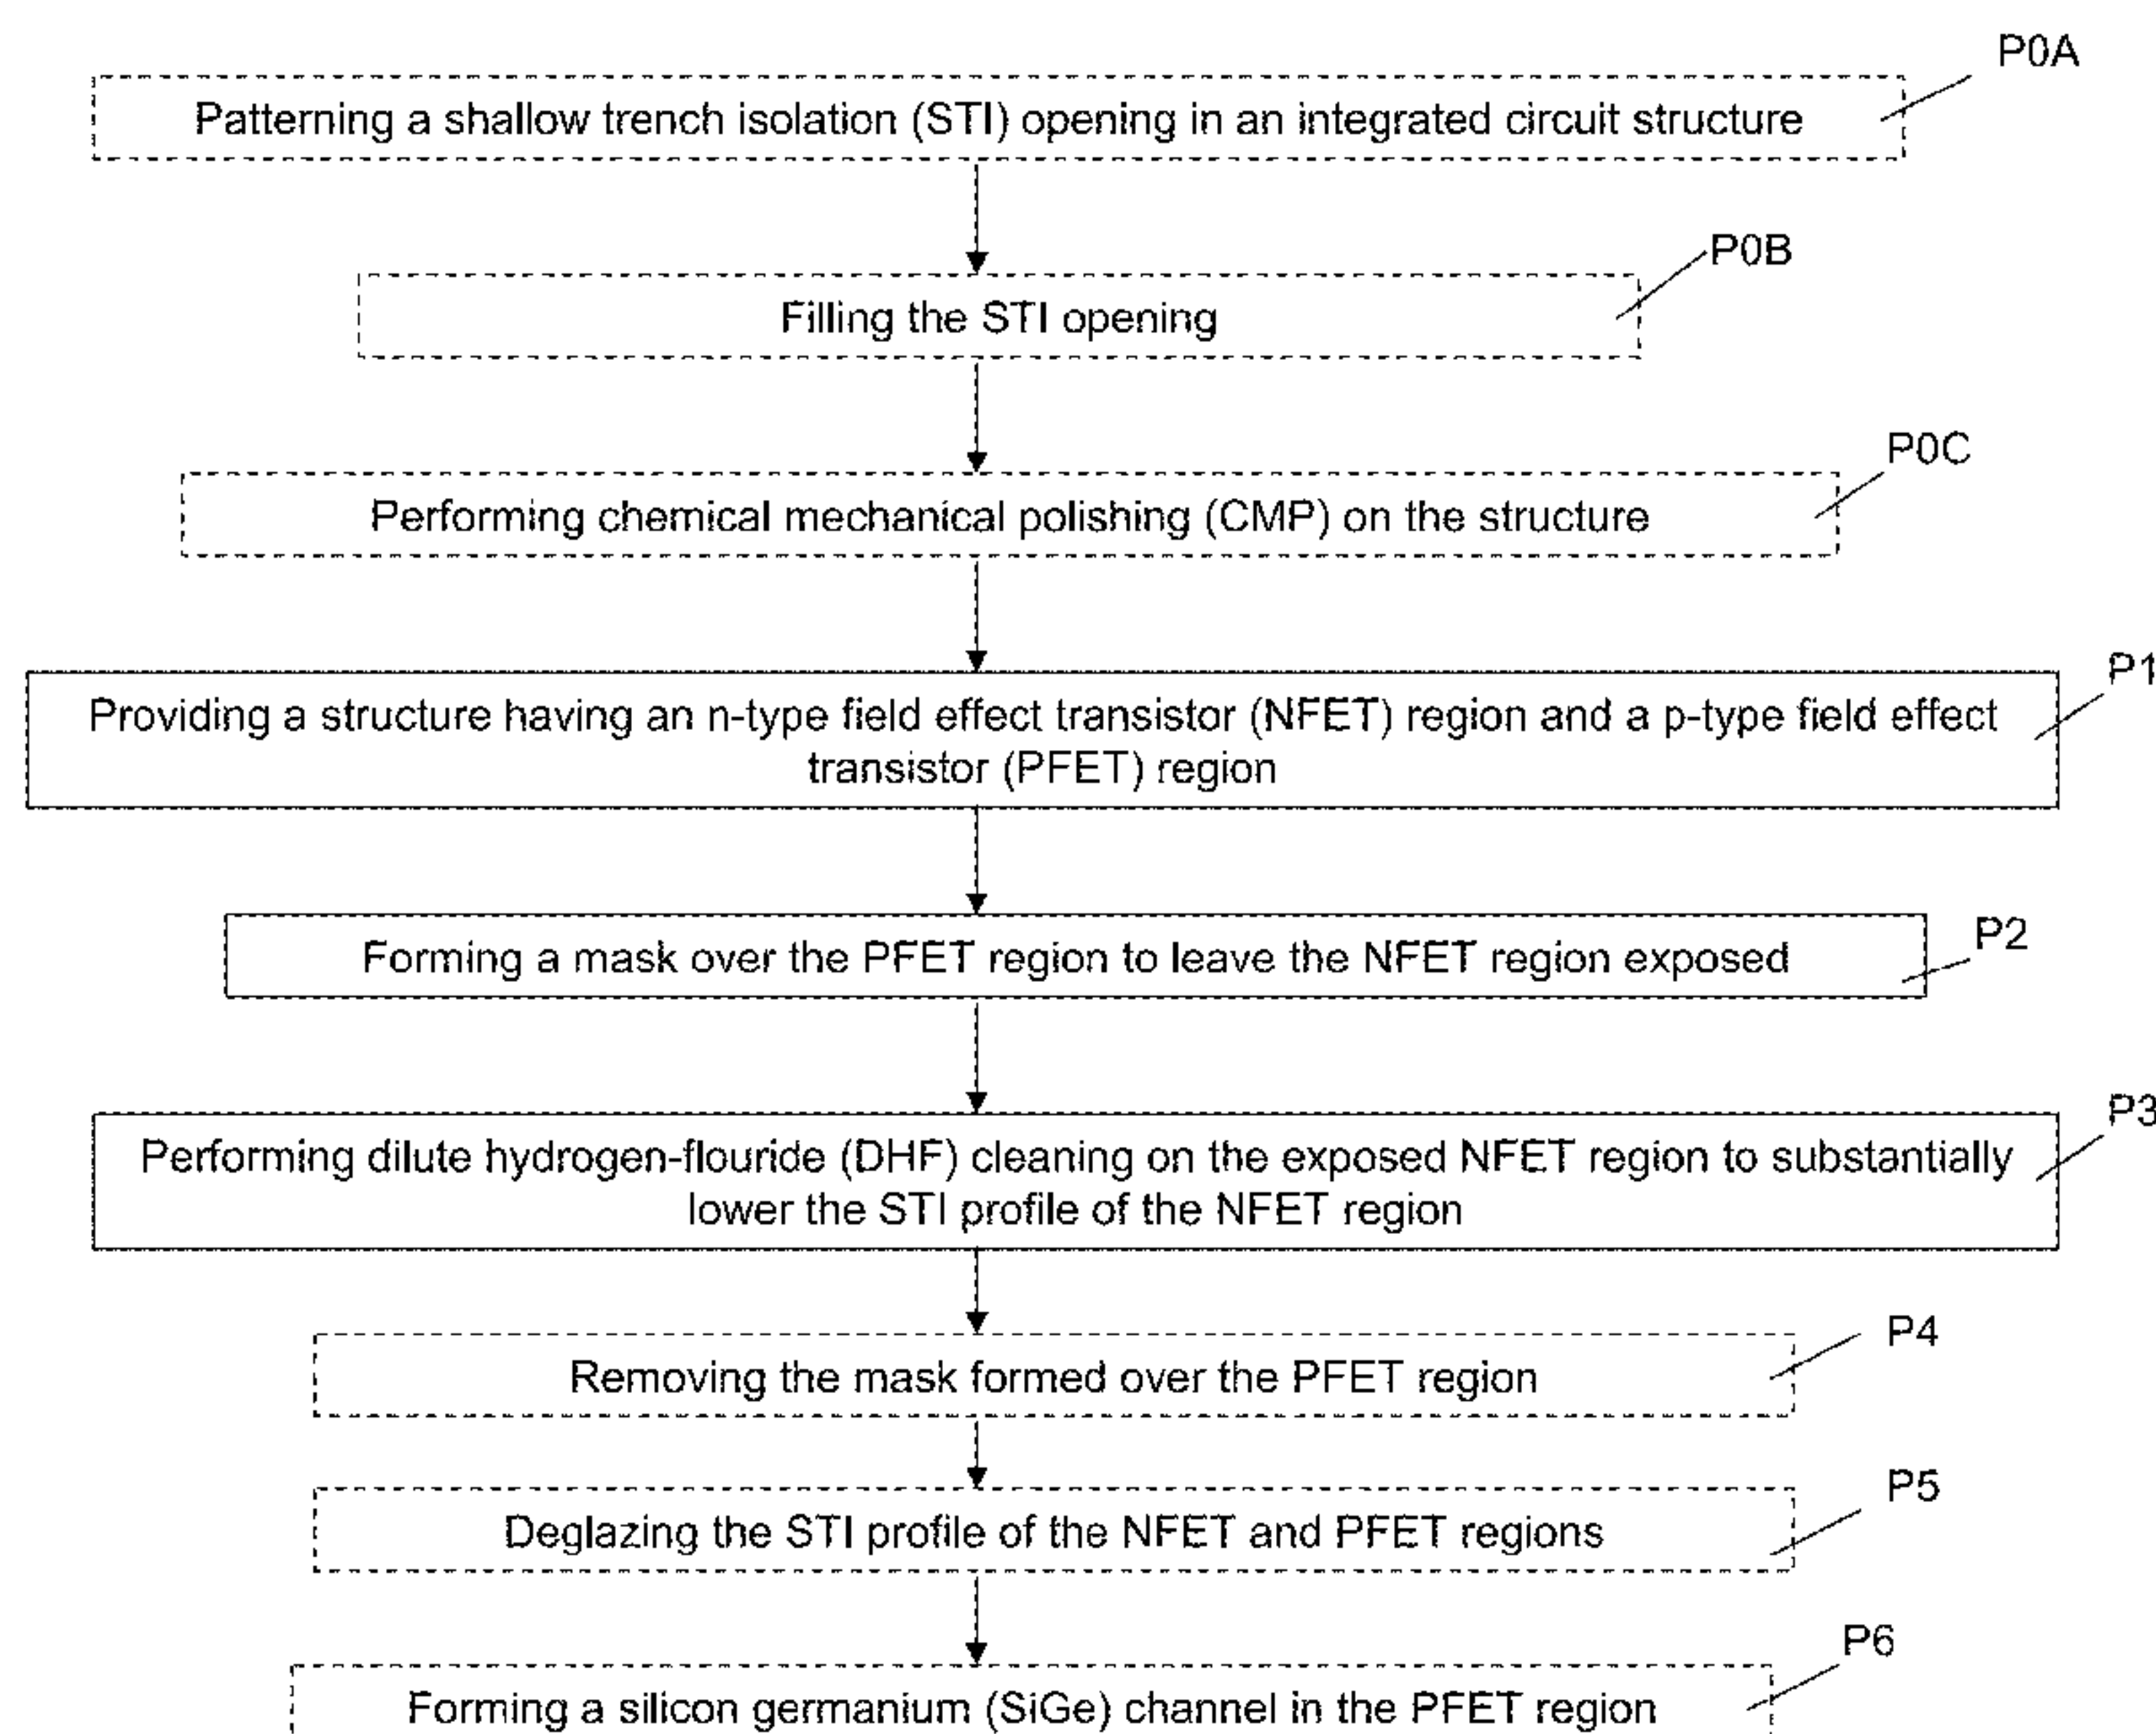 P0A
Patterning a shallow trench isolation (STI) opening in an integrated circuit structure
P0B
Filling the STI opening
P0C
Performing chemical mechanical polishing (CMP) on the structure
P1
Providing a structure having an n-type field effect transistor (NFET) region and a p-type field effect
transistor (PFET) region
P2
Forming a mask over the PFET region to leave the NFET region exposed
P3
Performing dilute hydrogen-flouride (DHF) cleaning on the exposed NFET region to substantially
lower the STI profile of the NFET region
P4
Removing the mask formed over the PFET region
P5
Deglazing the STI profile of the NFET and PFET regions
P6
Forming a silicon germanium (SiGe) channel in the PFET region